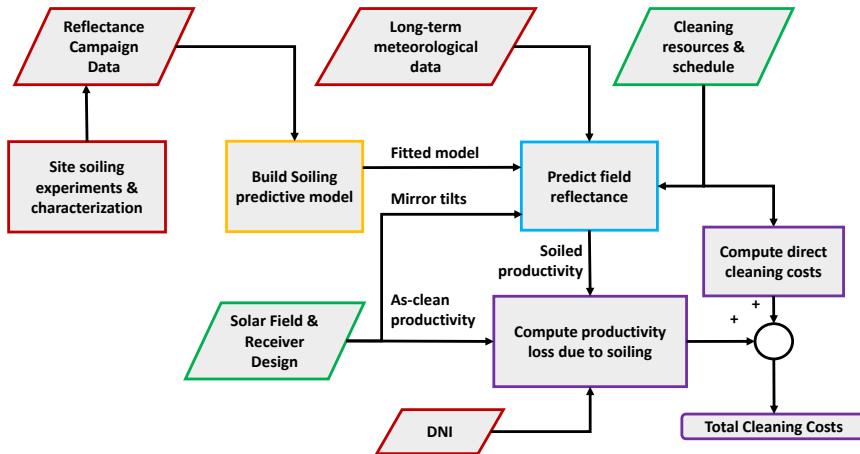 Reflectance
Campaign
Data
Long-term
meteorological
data
Cleaning
resources &
schedule
Site soiling
experiments &
characterization
Build Soiling
predictive model
Fitted model
Mirror tilts
Predict field
reflectance
Soiled
productivity
Compute direct
cleaning costs
As-clean
productivity
Solar Field &
Receiver
Design
Compute productivity
loss due to soiling
+
+
DNI
Total Cleaning Costs